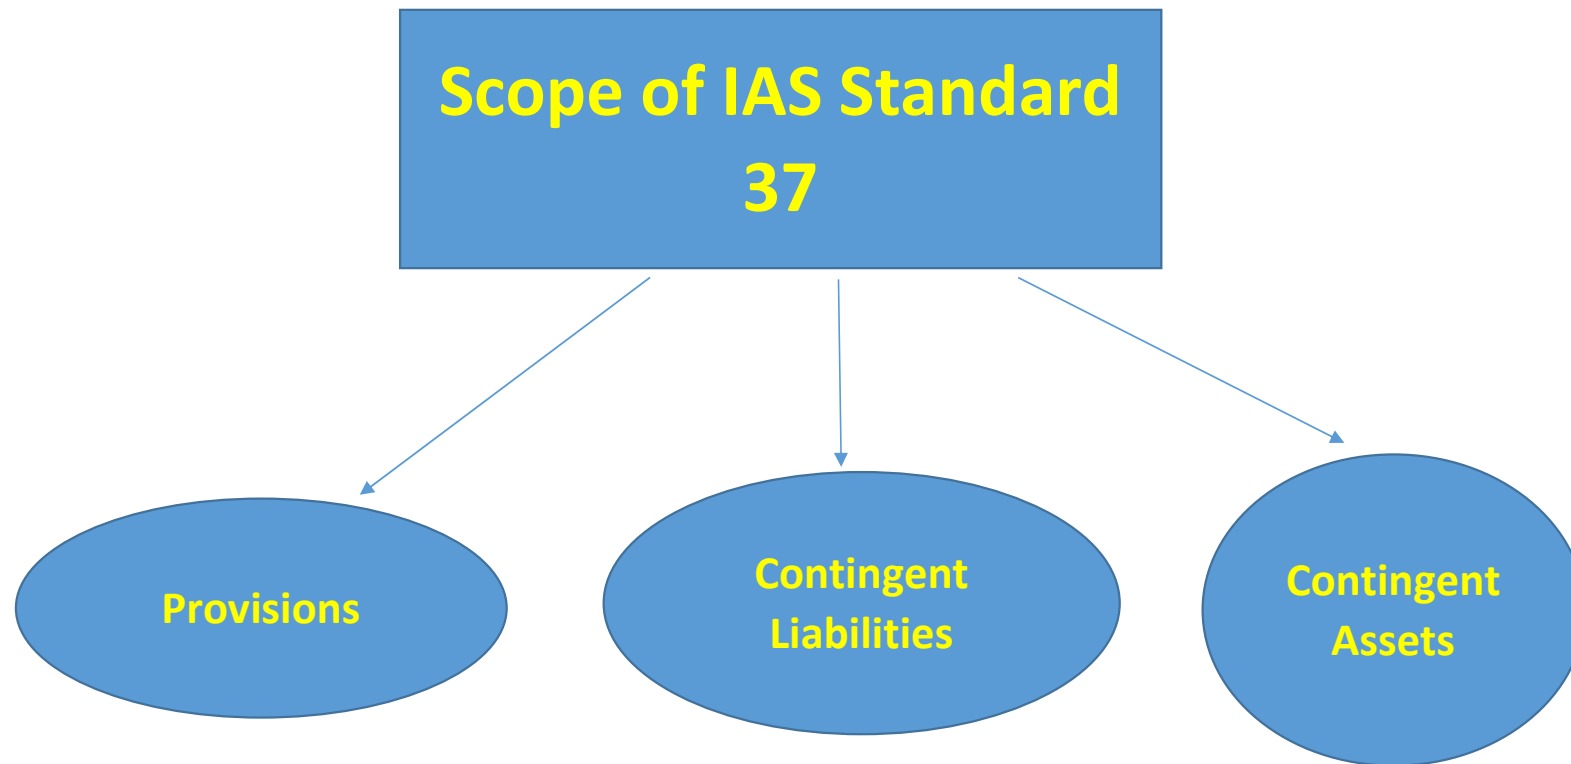 Scope of IAS Standard
37
Provisions
Contingent
Liabilities
Contingent
Assets